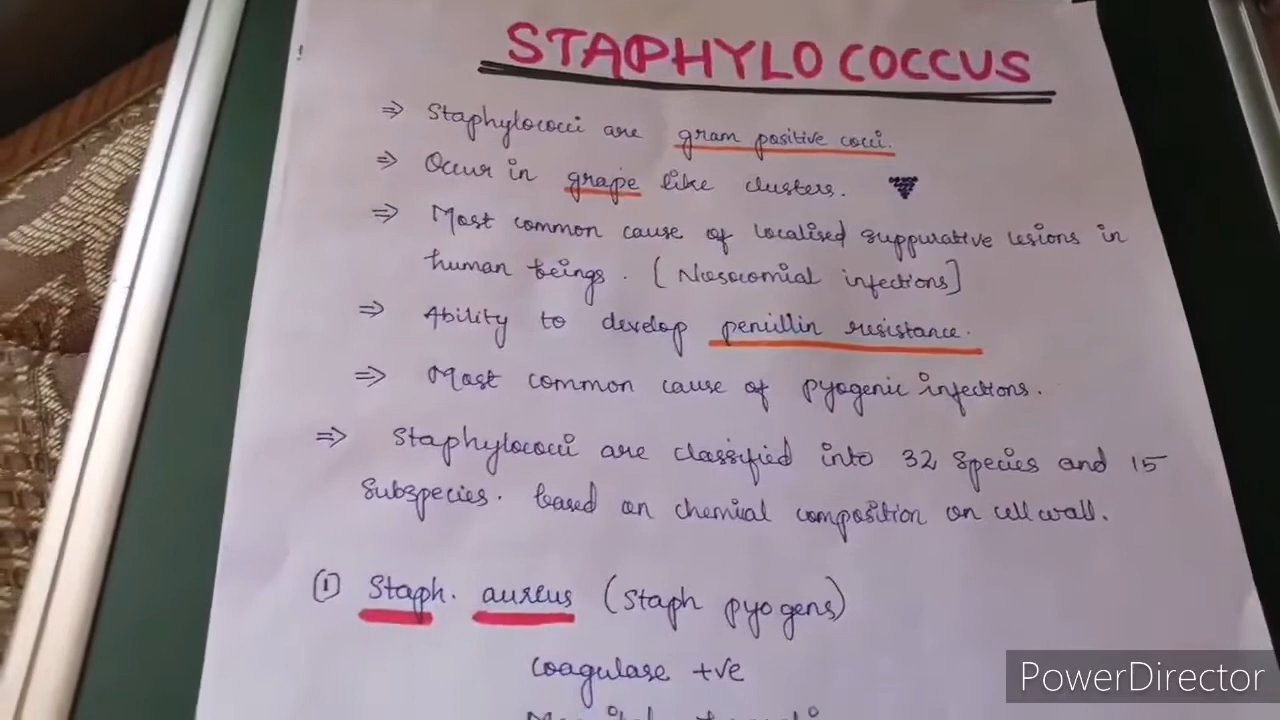 STAPHYLO COCCUS
⇒ Staphylococci are gram positive cocci.
⇒ Occur in grape like clusters.
⇒ Most common cause of localised suppurative lesions in
human beings. [Nosocomial infections]
⇒ Ability to develop penicillin resistance.
⇒ Most common cause of pyogenic infections.
⇒ Staphylococci are classified into 32 species and 15
subspecies. based on chemical composition on cell wall.
① Staph. aureus (Staph pyogens)
coagulase +ve
PowerDirector